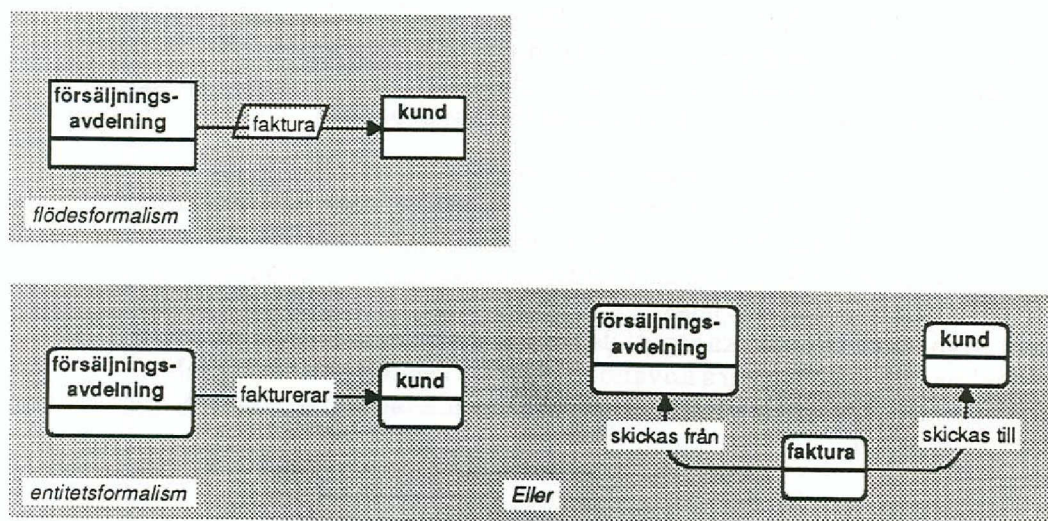 försäljnings-
avdelning
faktura
kund
flödesformalism
försäljnings-
avdelning
fakturerar
kund
entitetsformalism
Eller
försäljnings-
avdelning
kund
skickas från
skickas till
faktura